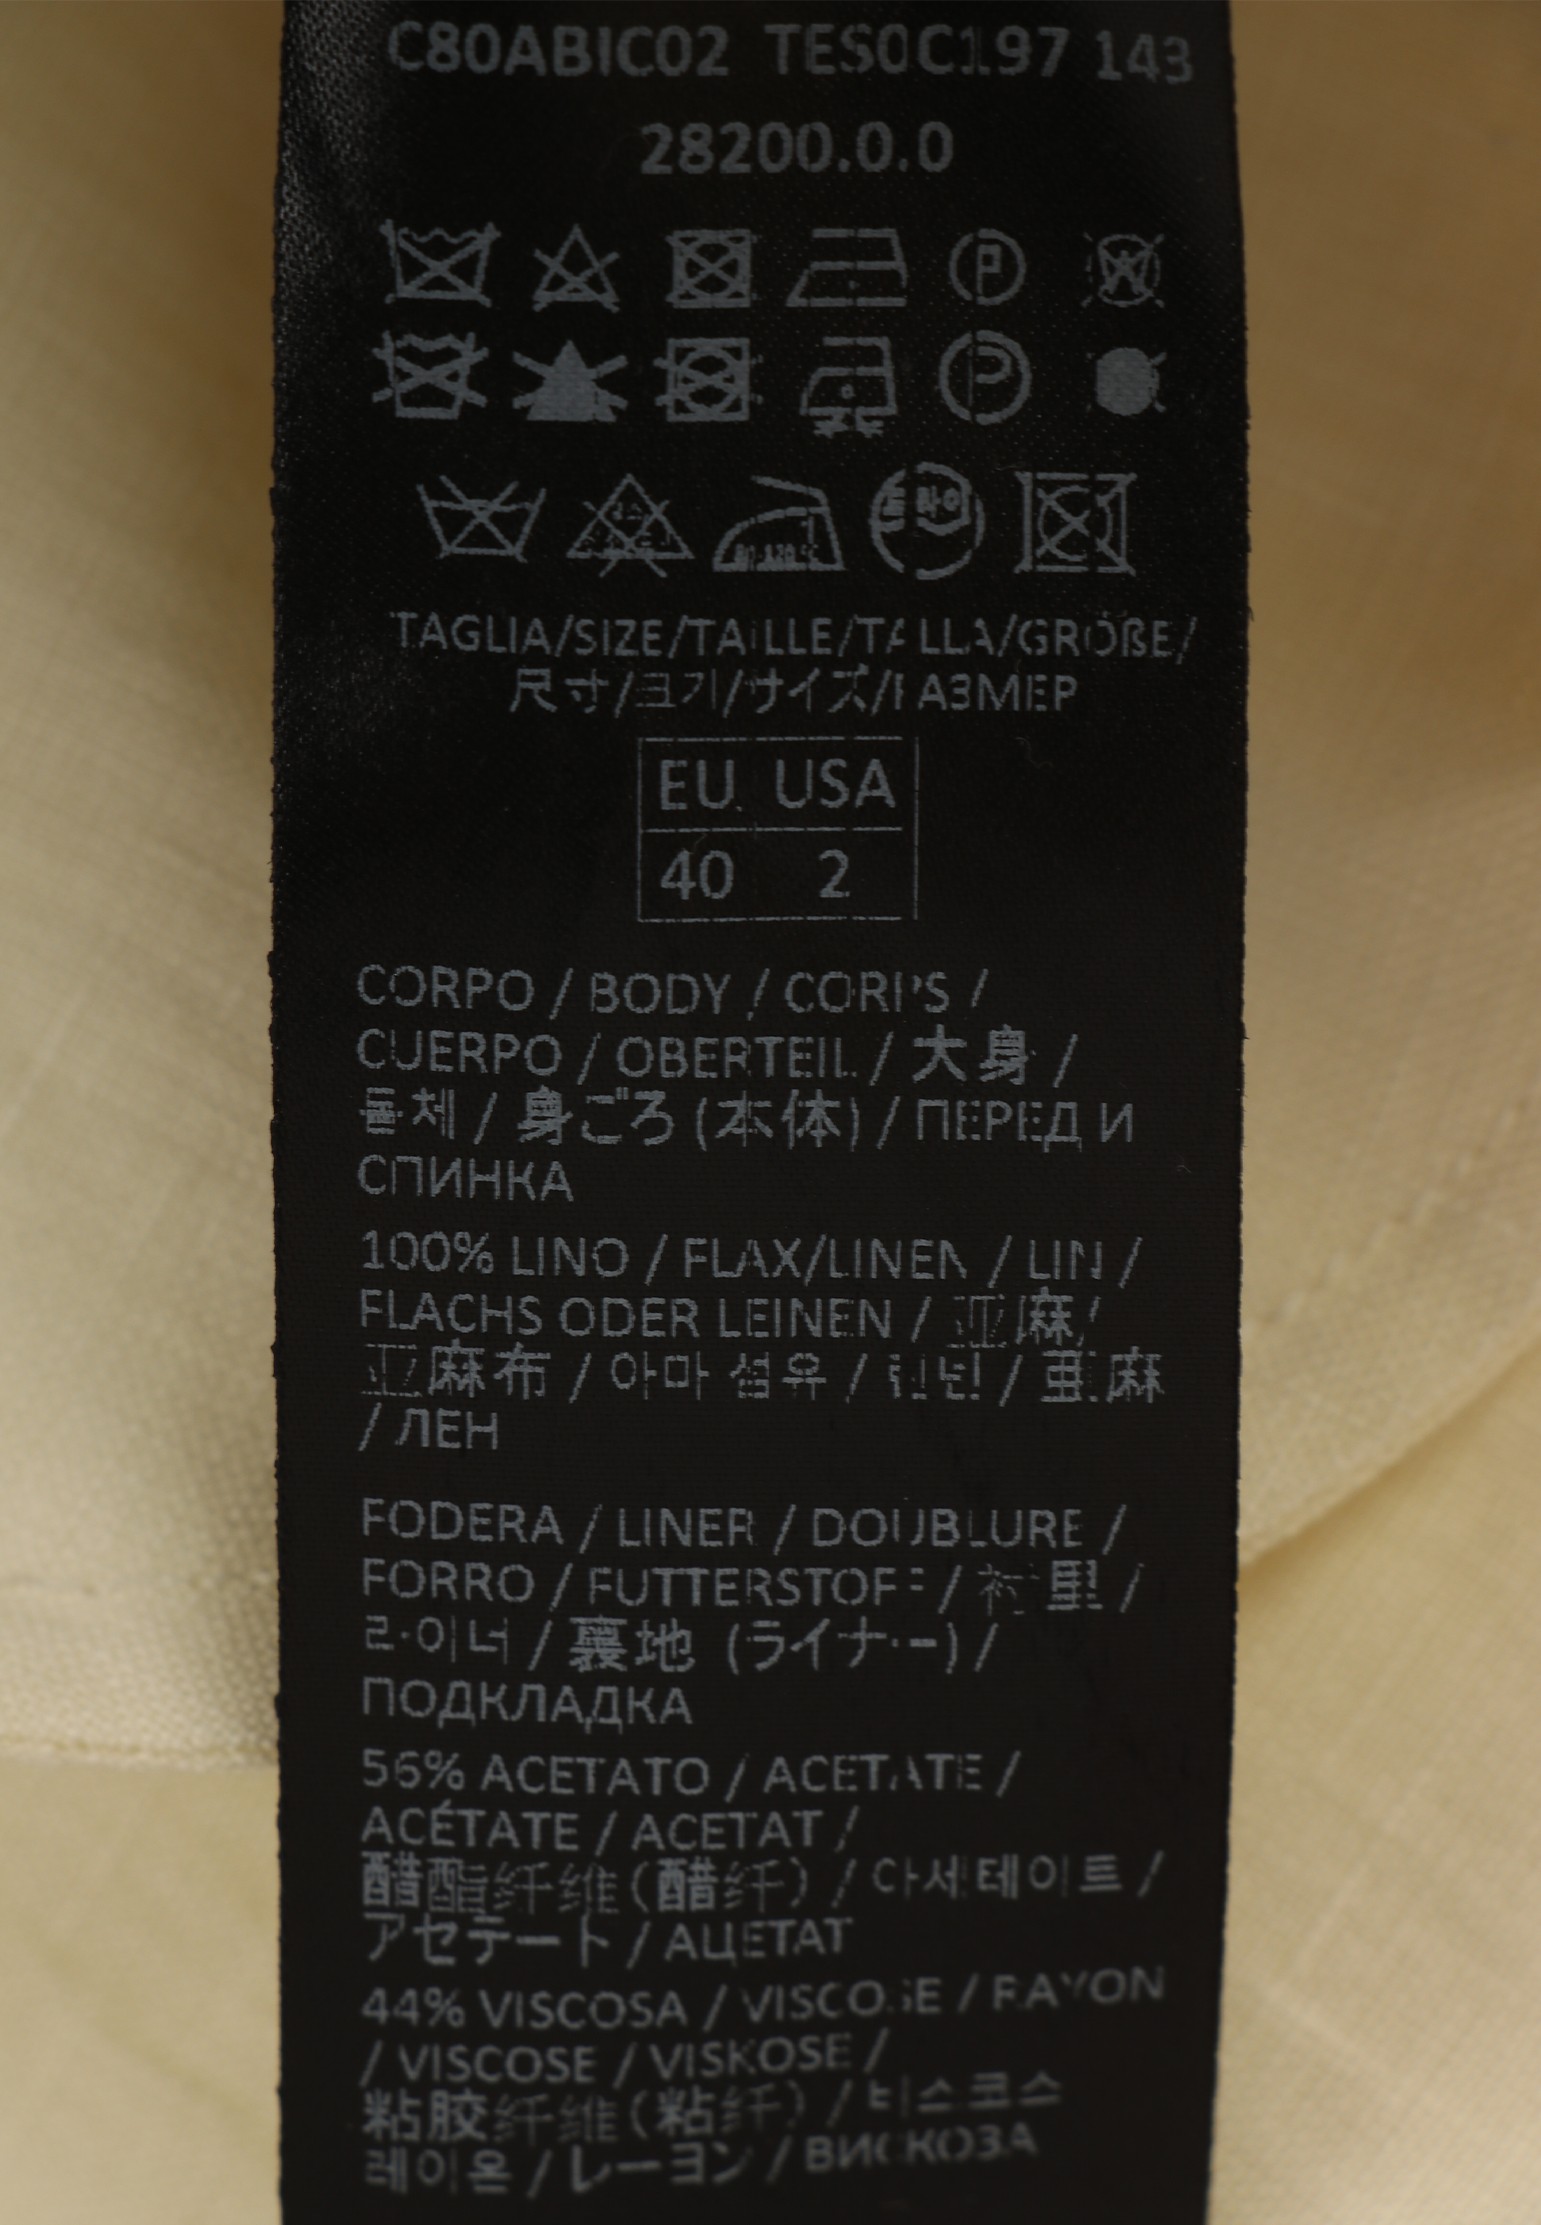 C80ABIC02 TES0C197 143
28200.0.0
TAGLIA/SIZE/TAILLE/TALLA/GRÖßE/
尺寸/크기/サイズ/РАЗМЕР
EU USA
40 2
CORPO / BODY / CORPS /
CUERPO / OBERTEIL / 大身 /
몸체 / 身ごろ (本体) / ПЕРЕД И
СПИНКА
100% LINO / FLAX/LINEN / LIN /
FLACHS ODER LEINEN / 亚麻/
亚麻布 / 아마 섬유 / 린넨 / 亜麻
/ ЛЕН
FODERA / LINER / DOUBLURE /
FORRO / FUTTERSTOFF / 衬里 /
라이너 / 裏地 (ライナー) /
ПОДКЛАДКА
56% ACETATO / ACETATE /
ACÉTATE / ACETAT /
醋酯纤维(醋纤) / 아세테이트 /
アセテート / АЦЕТАТ
44% VISCOSA / VISCOSE / RAYON
/ VISCOSE / VISKOSE /
粘胶纤维(粘纤) / 비스코스
레이온 / レーヨン / ВИСКОЗА